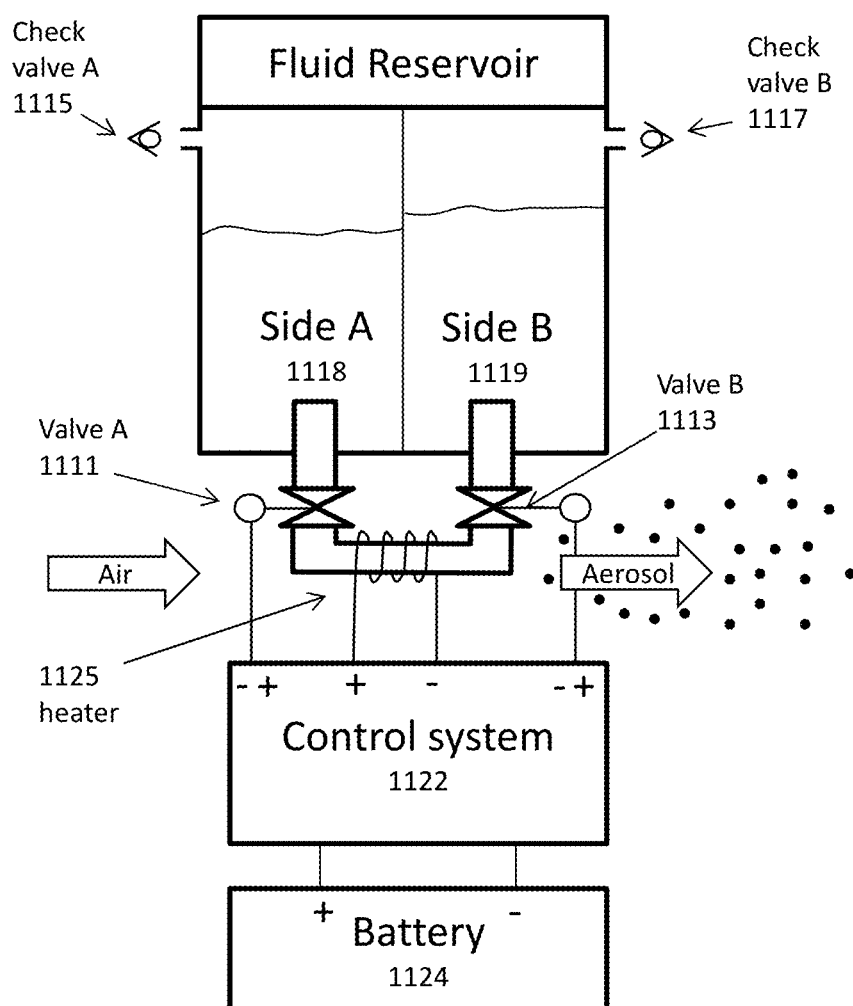 Check
valve A
1115
Fluid Reservoir
Check
valve B
1117
Side A
1118
Side B
1119
Valve B
1113
Valve A
1111
Air
Aerosol
1125
heater
- +
+
-
- +
Control system
1122
+
-
Battery
1124